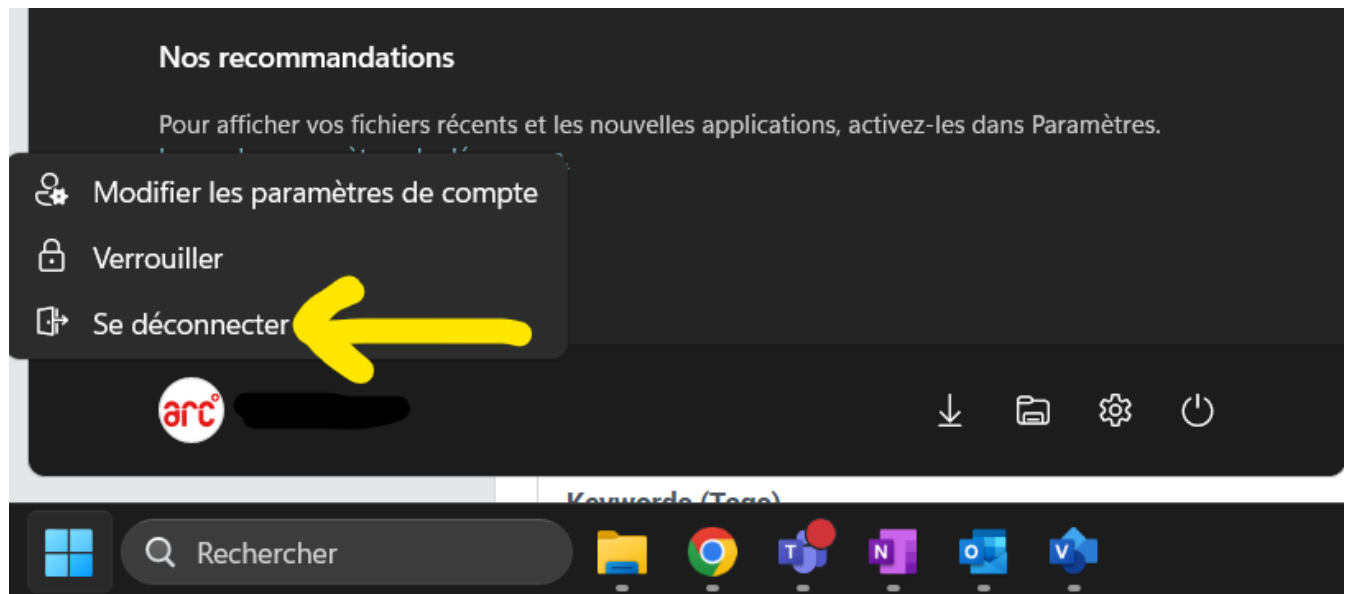 Nos recommandations
Pour afficher vos fichiers récents et les nouvelles applications, activez-les dans Paramètres.
Modifier les paramètres de compte
Verrouiller
Se déconnecter
arc
Keywords (Tags)
Rechercher